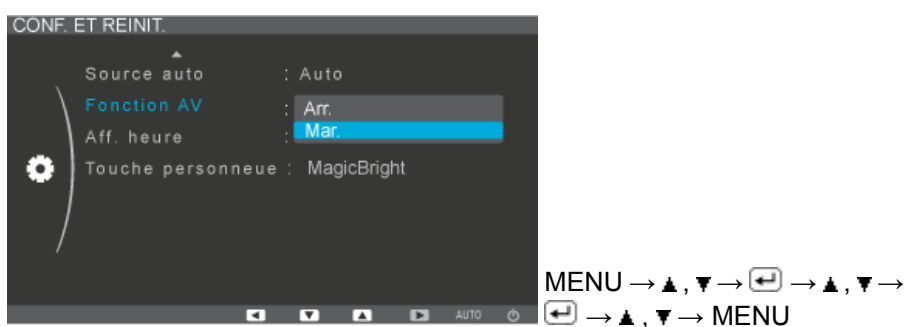 CONF. ET REINIT.
Source auto : Auto
Fonction AV : Arr.
Mar.
Aff. heure :
Touche personneue : MagicBright
AUTO
MENU → ▲ , ▼ → ↵ → ▲ , ▼ →
↵ → ▲ , ▼ → MENU